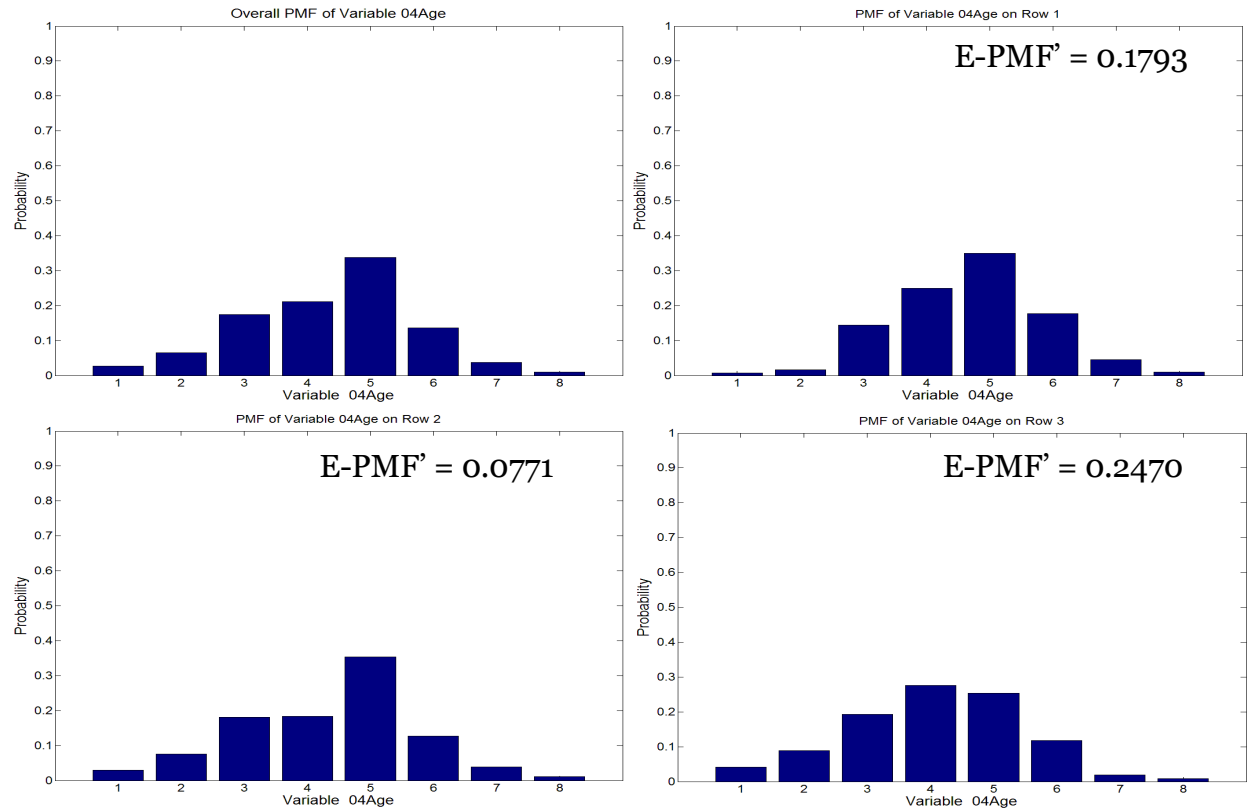 Overall PMF of Variable 04Age
1
0.9
0.8
0.7
0.6
0.5
0.4
0.3
0.2
0.1
0
Probability
1 2 3 4 5 6 7 8
Variable 04Age
PMF of Variable 04Age on Row 1
E-PMF’ = 0.1793
1
0.9
0.8
0.7
0.6
0.5
0.4
0.3
0.2
0.1
0
Probability
1 2 3 4 5 6 7 8
Variable 04Age
PMF of Variable 04Age on Row 2
E-PMF’ = 0.0771
1
0.9
0.8
0.7
0.6
0.5
0.4
0.3
0.2
0.1
0
Probability
1 2 3 4 5 6 7 8
Variable 04Age
PMF of Variable 04Age on Row 3
E-PMF’ = 0.2470
1
0.9
0.8
0.7
0.6
0.5
0.4
0.3
0.2
0.1
0
Probability
1 2 3 4 5 6 7 8
Variable 04Age